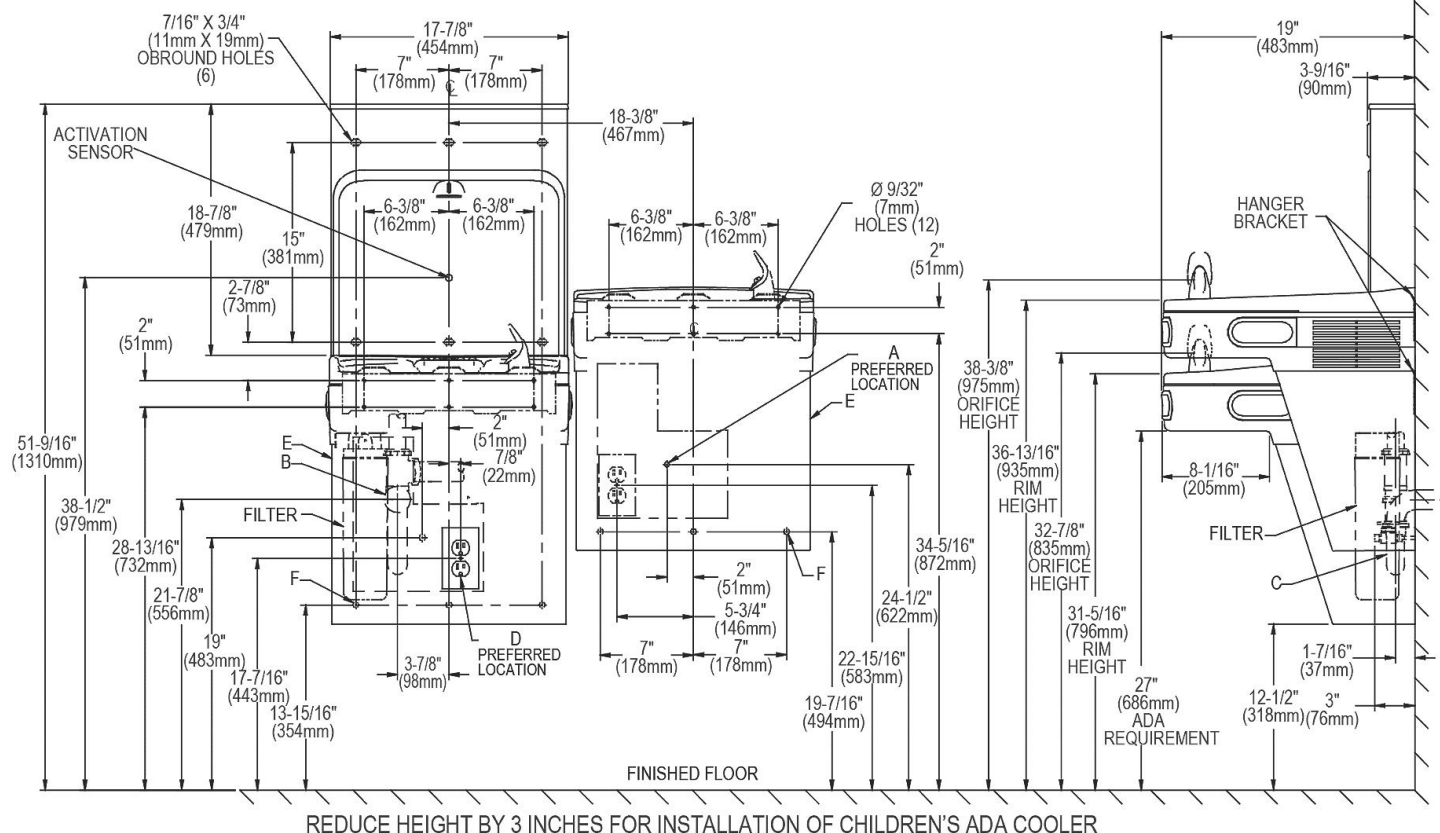 7/16" X 3/4"
(11mm X 19mm)
OBROUND HOLES
(6)
17-7/8"
(454mm)
7"
(178mm)
7"
(178mm)
℄
18-3/8"
(467mm)
19"
(483mm)
3-9/16"
(90mm)
ACTIVATION
SENSOR
18-7/8"
(479mm)
15"
(381mm)
2-7/8"
(73mm)
2"
(51mm)
6-3/8"
(162mm)
6-3/8"
(162mm)
6-3/8"
(162mm)
6-3/8"
(162mm)
Ø 9/32"
(7mm)
HOLES (12)
2"
(51mm)
HANGER
BRACKET
℄
A
PREFERRED
LOCATION
E
38-3/8"
(975mm)
ORIFICE
HEIGHT
36-13/16"
(935mm)
RIM
HEIGHT
32-7/8"
(835mm)
ORIFICE
HEIGHT
31-5/16"
(796mm)
RIM
HEIGHT
27"
(686mm)
ADA
REQUIREMENT
8-1/16"
(205mm)
FILTER
C
1-7/16"
(37mm)
3"
(76mm)
12-1/2"
(318mm)
51-9/16"
(1310mm)
38-1/2"
(979mm)
28-13/16"
(732mm)
21-7/8"
(556mm)
19"
(483mm)
17-7/16"
(443mm)
13-15/16"
(354mm)
E
B
FILTER
F
2"
(51mm)
7/8"
(22mm)
3-7/8"
(98mm)
D
PREFERRED
LOCATION
F
2"
(51mm)
5-3/4"
(146mm)
7"
(178mm)
7"
(178mm)
34-5/16"
(872mm)
24-1/2"
(622mm)
22-15/16"
(583mm)
19-7/16"
(494mm)
FINISHED FLOOR
REDUCE HEIGHT BY 3 INCHES FOR INSTALLATION OF CHILDREN'S ADA COOLER